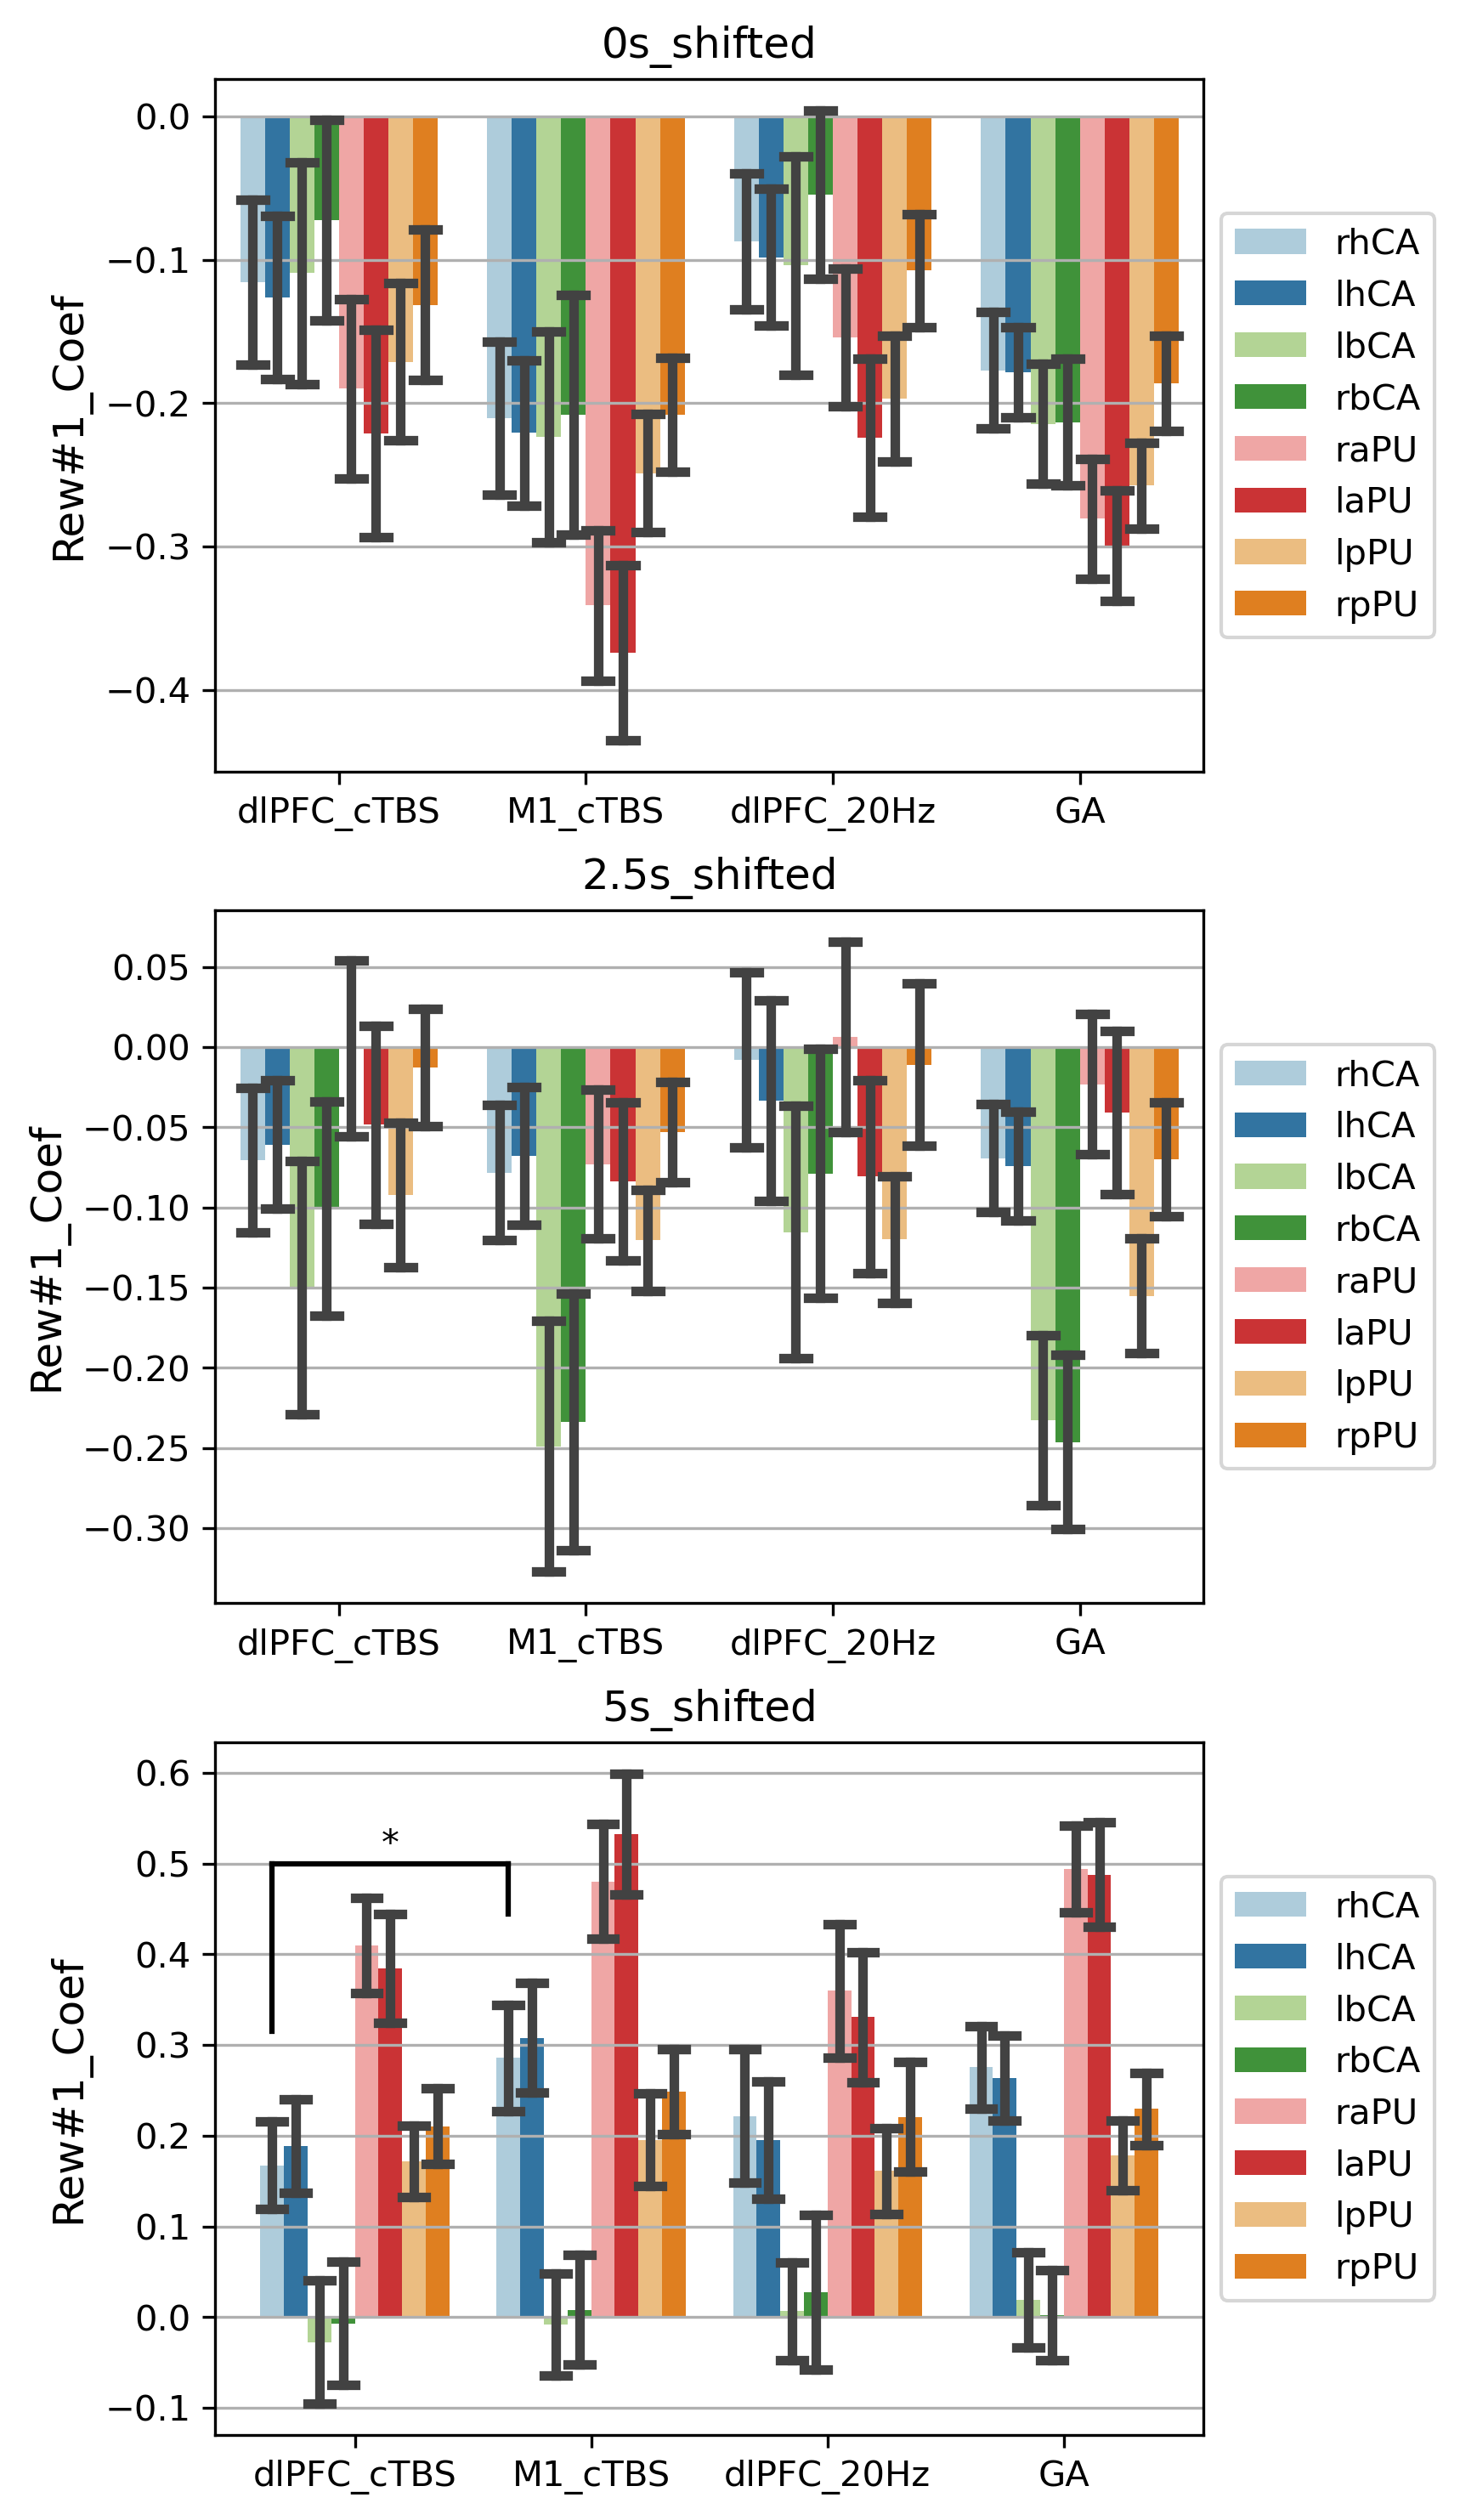 0s_shifted
0.0
−0.1
−0.2
−0.3
−0.4
Rew#1_Coef
dlPFC_cTBS M1_cTBS dlPFC_20Hz GA
rhCA
lhCA
lbCA
rbCA
raPU
laPU
lpPU
rpPU
2.5s_shifted
0.05
0.00
−0.05
−0.10
−0.15
−0.20
−0.25
−0.30
Rew#1_Coef
dlPFC_cTBS M1_cTBS dlPFC_20Hz GA
rhCA
lhCA
lbCA
rbCA
raPU
laPU
lpPU
rpPU
5s_shifted
0.6
0.5
0.4
0.3
0.2
0.1
0.0
−0.1
Rew#1_Coef
*
dlPFC_cTBS M1_cTBS dlPFC_20Hz GA
rhCA
lhCA
lbCA
rbCA
raPU
laPU
lpPU
rpPU